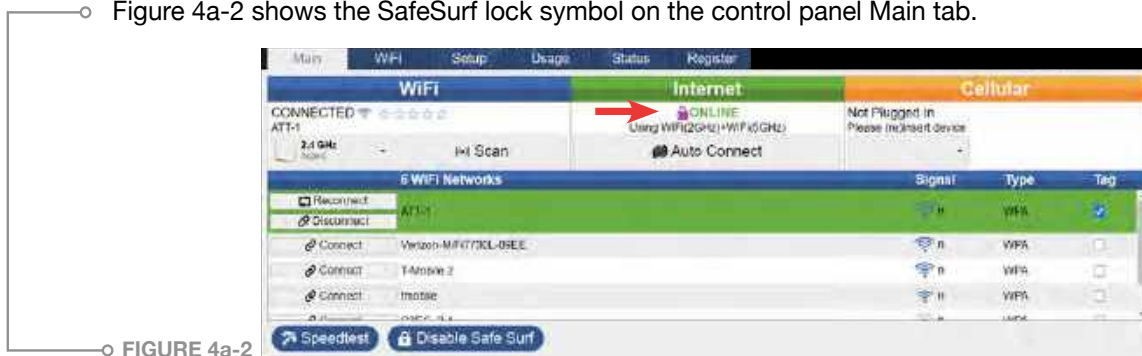 Figure 4a-2 shows the SafeSurf lock symbol on the control panel Main tab.
Main WiFi Setup Usage Status Register
WiFi Internet Cellular
CONNECTED ONLINE Not Plugged In
ATT-1 Using WiFi(2GHz)+WiFi(5GHz) Please (re)insert device
2.4 GHz - Scan Auto Connect -
6 WiFi Networks Signal Type Tag
Reconnect
ATT-1 n WPA
Disconnect
Connect Verizon-MiFi7730L-09EE n WPA
Connect T-Mobile 2 n WPA
Connect tmobile n WPA
Speedtest Disable Safe Surf
FIGURE 4a-2